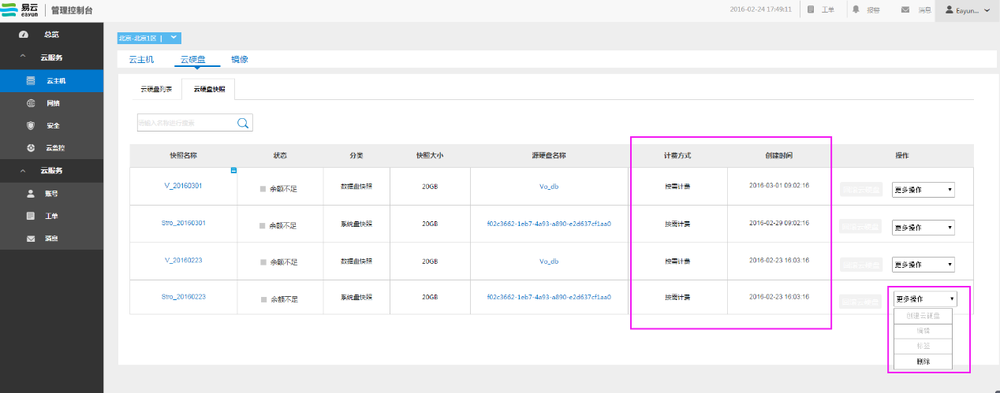 易云 eayun 管理控制台
2016-02-24 17:49:11 工单 报警 消息 Eayun...
总览
云服务
云主机
网络
安全
云监控
云服务
账号
工单
消息
北京-北京1区 |
云主机 云硬盘 镜像
云硬盘列表 云硬盘快照
请输入名称进行搜索
快照名称 状态 分类 快照大小 源硬盘名称 计费方式 创建时间 操作
V_20160301 余额不足 数据盘快照 20GB Vo_db 按需计费 2016-03-01 09:02:16 回滚云硬盘 更多操作
Stro_20160301 余额不足 系统盘快照 20GB f02c3662-1eb7-4a93-a890-e2d637cf1aa0 按需计费 2016-02-29 09:02:16 回滚云硬盘 更多操作
V_20160223 余额不足 数据盘快照 20GB Vo_db 按需计费 2016-02-23 16:03:16 回滚云硬盘 更多操作
Stro_20160223 余额不足 系统盘快照 20GB f02c3662-1eb7-4a93-a890-e2d637cf1aa0 按需计费 2016-02-23 16:03:16 回滚云硬盘 更多操作
创建云硬盘
编辑
标签
删除